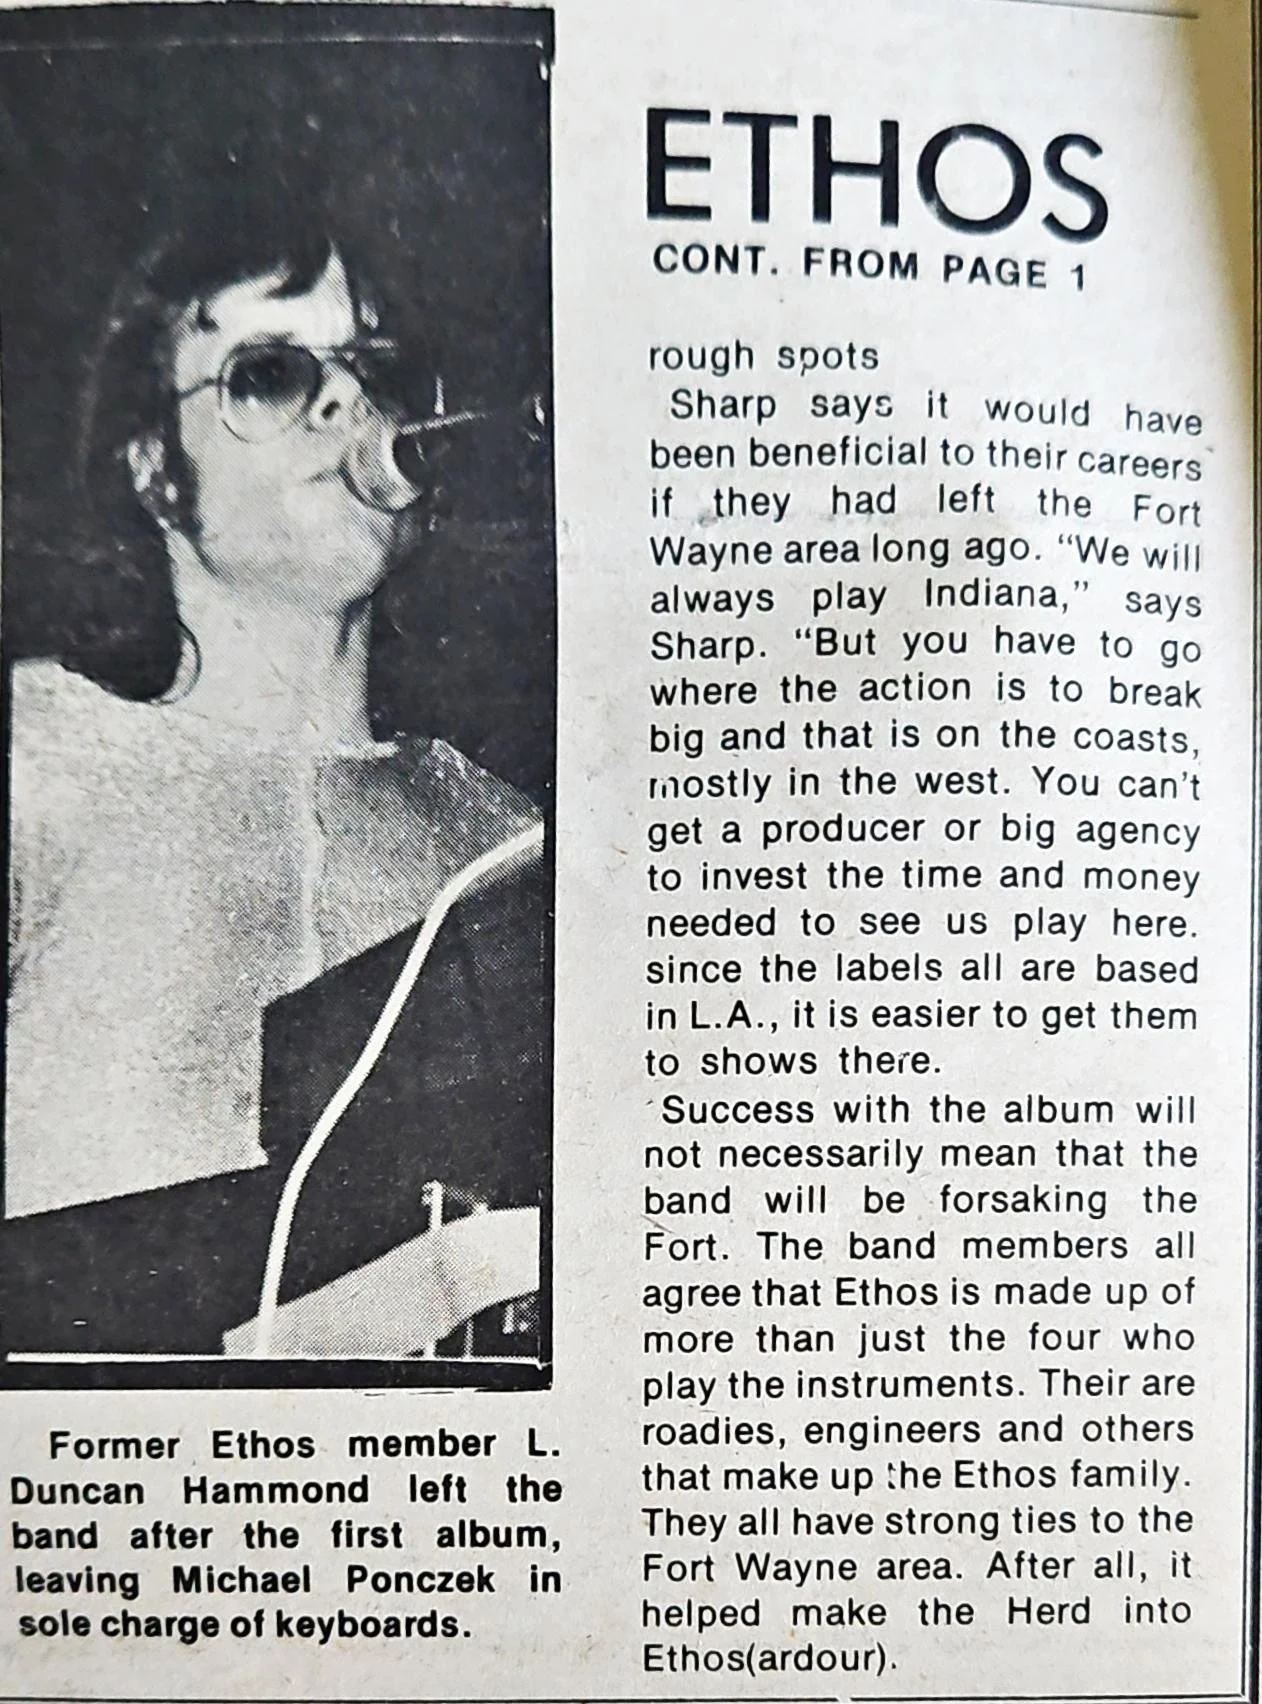 ETHOS
CONT. FROM PAGE 1
rough spots
Sharp says it would have
been beneficial to their careers
if they had left the Fort
Wayne area long ago. “We will
always play Indiana,” says
Sharp. “But you have to go
where the action is to break
big and that is on the coasts,
mostly in the west. You can't
get a producer or big agency
to invest the time and money
needed to see us play here.
since the labels all are based
in L.A., it is easier to get them
to shows there.
Success with the album will
not necessarily mean that the
band will be forsaking the
Fort. The band members all
agree that Ethos is made up of
more than just the four who
play the instruments. Their are
roadies, engineers and others
that make up the Ethos family.
They all have strong ties to the
Fort Wayne area. After all, it
helped make the Herd into
Ethos(ardour).
Former Ethos member L.
Duncan Hammond left the
band after the first album,
leaving Michael Ponczek in
sole charge of keyboards.